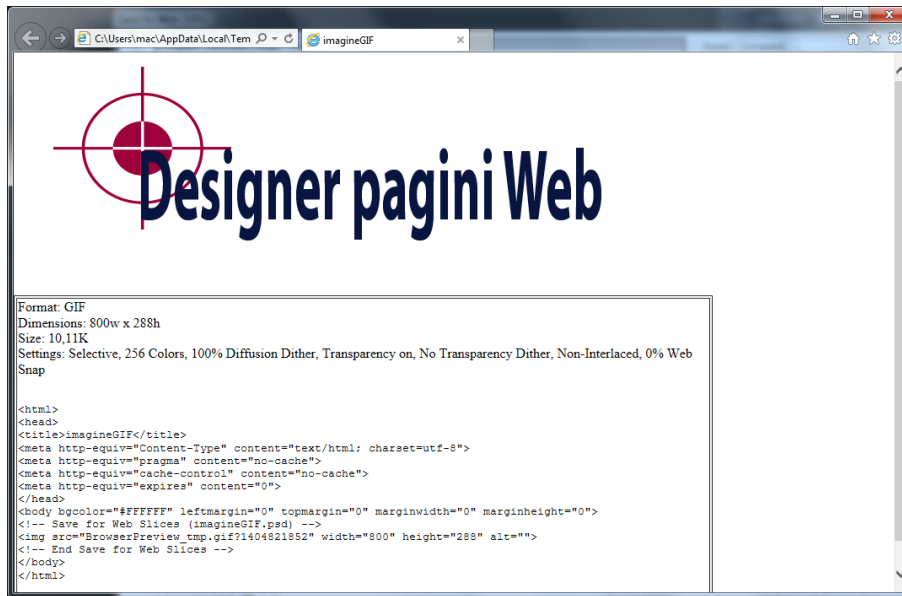 C:\Users\mac\AppData\Local\Tem
imagineGIF
Designer pagini Web
Format: GIF
Dimensions: 800w x 288h
Size: 10,11K
Settings: Selective, 256 Colors, 100% Diffusion Dither, Transparency on, No Transparency Dither, Non-Interlaced, 0% Web
Snap
<html>
<head>
<title>imagineGIF</title>
<meta http-equiv="Content-Type" content="text/html; charset=utf-8">
<meta http-equiv="pragma" content="no-cache">
<meta http-equiv="cache-control" content="no-cache">
<meta http-equiv="expires" content="0">
</head>
<body bgcolor="#FFFFFF" leftmargin="0" topmargin="0" marginwidth="0" marginheight="0">
<!-- Save for Web Slices (imagineGIF.psd) -->
<img src="BrowserPreview_tmp.gif?1404821852" width="800" height="288" alt="">
<!-- End Save for Web Slices -->
</body>
</html>